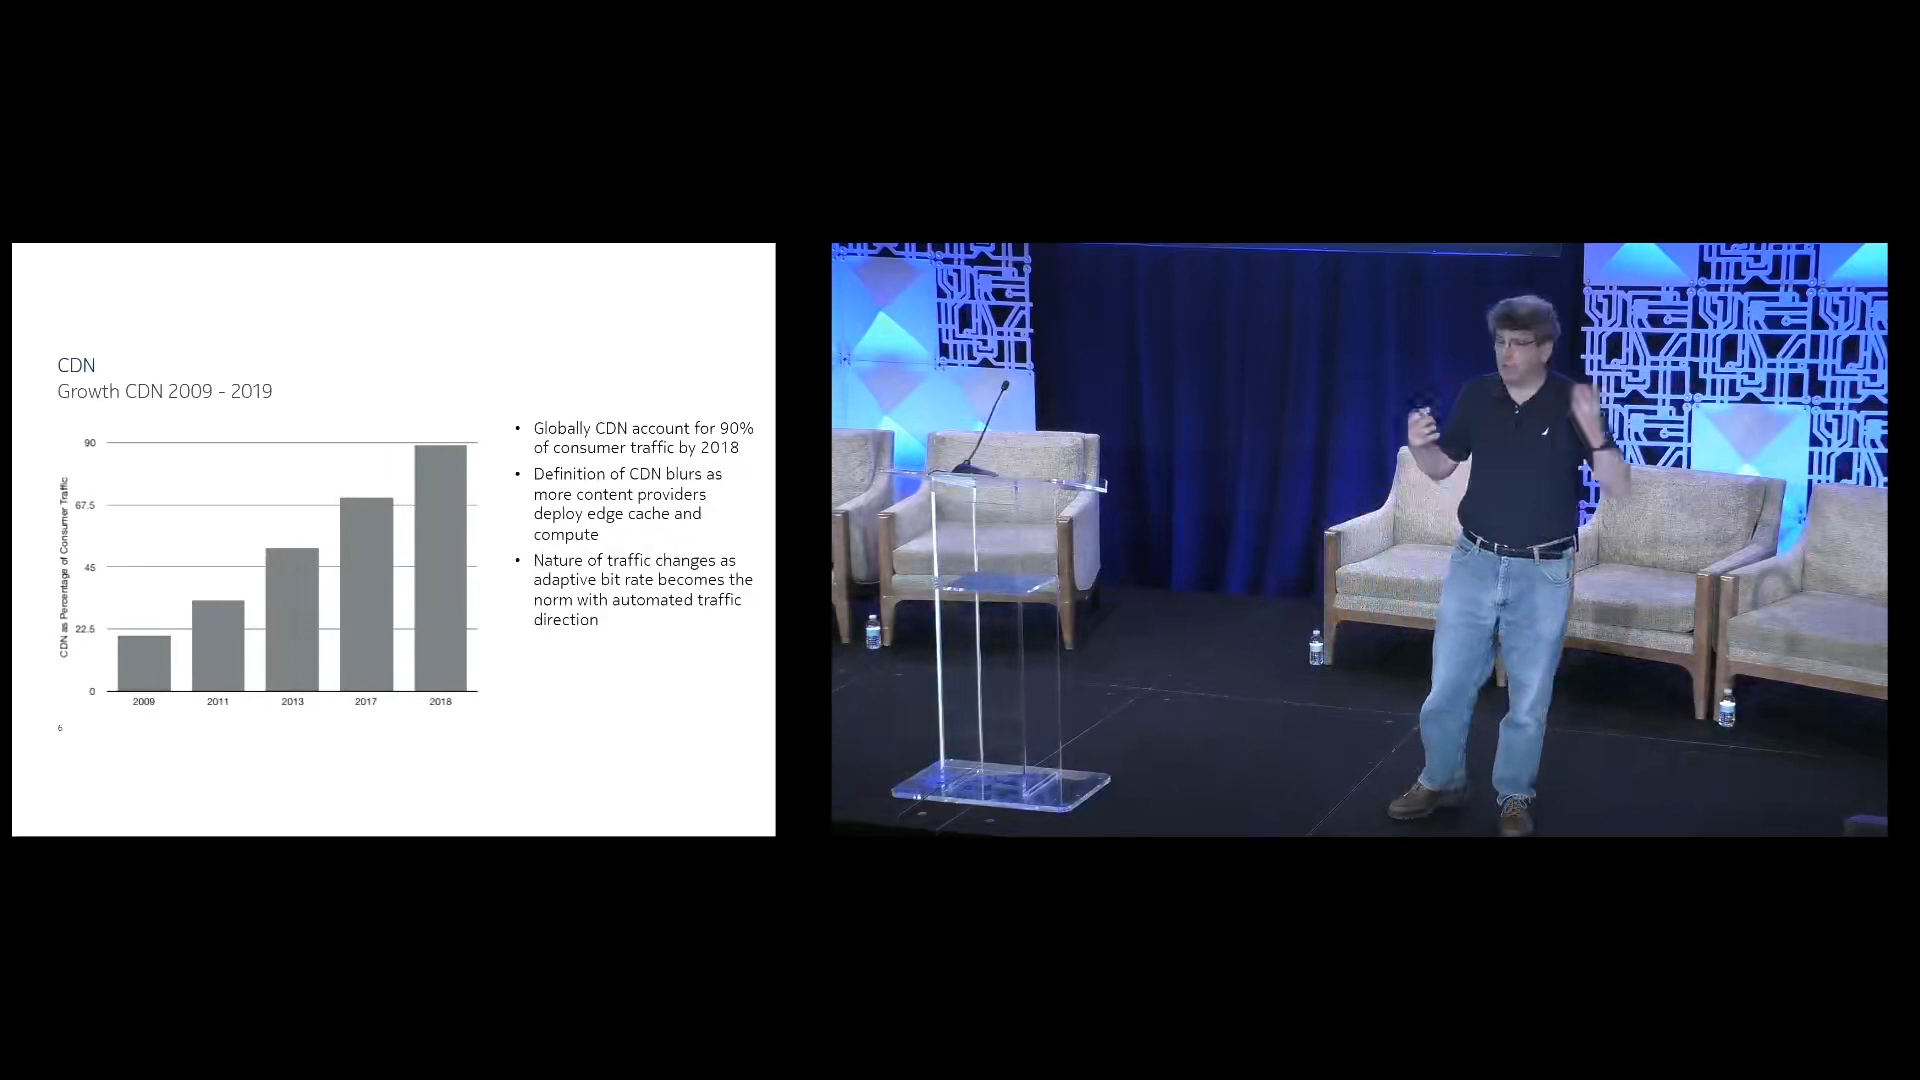 CDN
Growth CDN 2009 - 2019
CDN as Percentage of Consumer Traffic
90
67.5
45
22.5
0
2009 2011 2013 2017 2018
• Globally CDN account for 90%
of consumer traffic by 2018
• Definition of CDN blurs as
more content providers
deploy edge cache and
compute
• Nature of traffic changes as
adaptive bit rate becomes the
norm with automated traffic
direction
6